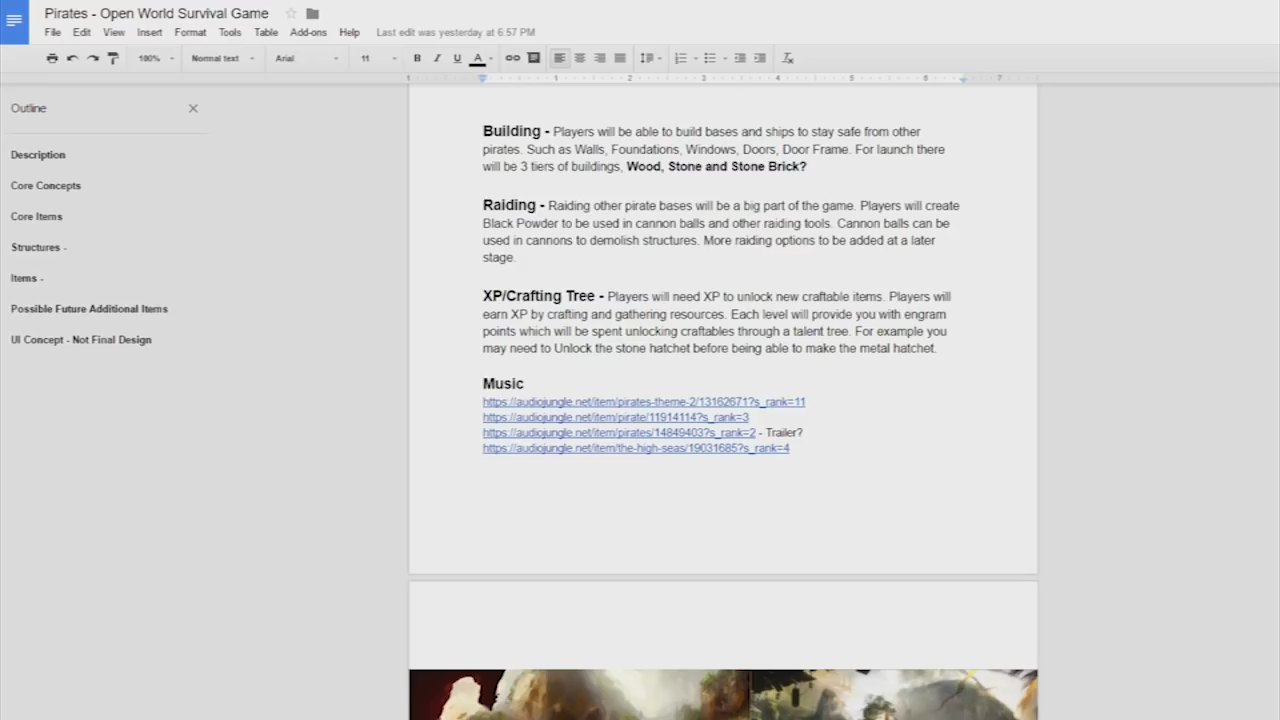 Pirates - Open World Survival Game
File Edit View Insert Format Tools Table Add-ons Help Last edit was yesterday at 6:57 PM
100% Normal text Arial 11 B I U A
1 1 2 3 4 5 6 7
Outline
Description
Core Concepts
Core Items
Structures -
Items -
Possible Future Additional Items
UI Concept - Not Final Design
Building - Players will be able to build bases and ships to stay safe from other
pirates. Such as Walls, Foundations, Windows, Doors, Door Frame. For launch there
will be 3 tiers of buildings, Wood, Stone and Stone Brick?
Raiding - Raiding other pirate bases will be a big part of the game. Players will create
Black Powder to be used in cannon balls and other raiding tools. Cannon balls can be
used in cannons to demolish structures. More raiding options to be added at a later
stage.
XP/Crafting Tree - Players will need XP to unlock new craftable items. Players will
earn XP by crafting and gathering resources. Each level will provide you with engram
points which will be spent unlocking craftables through a talent tree. For example you
may need to Unlock the stone hatchet before being able to make the metal hatchet.
Music
https://audiojungle.net/item/pirates-theme-2/13162671?s_rank=11
https://audiojungle.net/item/pirate/11914114?s_rank=3
https://audiojungle.net/item/pirates/14849403?s_rank=2 - Trailer?
https://audiojungle.net/item/the-high-seas/19031685?s_rank=4